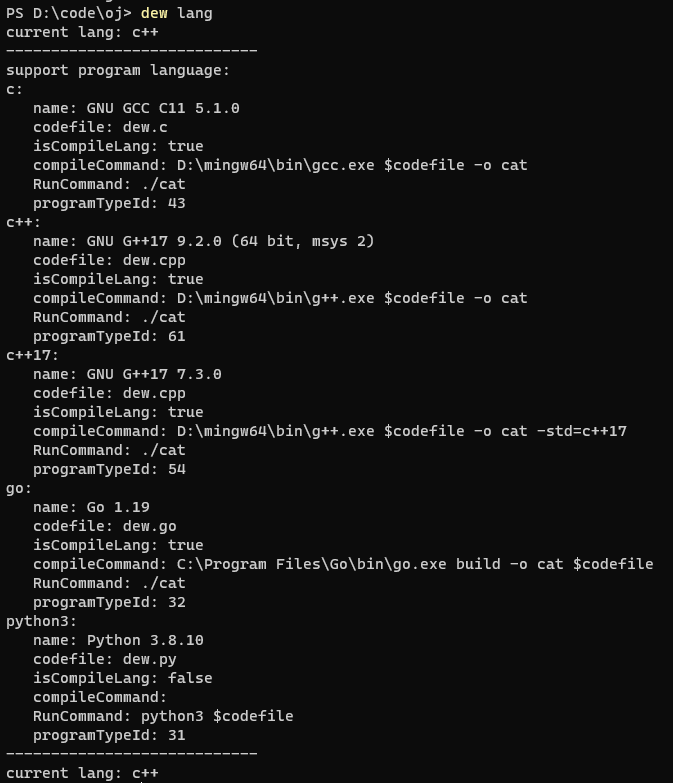 PS D:\code\oj> dew lang
current lang: c++
----------------------------
support program language:
c:
   name: GNU GCC C11 5.1.0
   codefile: dew.c
   isCompileLang: true
   compileCommand: D:\mingw64\bin\gcc.exe $codefile -o cat
   RunCommand: ./cat
   programTypeId: 43
c++:
   name: GNU G++17 9.2.0 (64 bit, msys 2)
   codefile: dew.cpp
   isCompileLang: true
   compileCommand: D:\mingw64\bin\g++.exe $codefile -o cat
   RunCommand: ./cat
   programTypeId: 61
c++17:
   name: GNU G++17 7.3.0
   codefile: dew.cpp
   isCompileLang: true
   compileCommand: D:\mingw64\bin\g++.exe $codefile -o cat -std=c++17
   RunCommand: ./cat
   programTypeId: 54
go:
   name: Go 1.19
   codefile: dew.go
   isCompileLang: true
   compileCommand: C:\Program Files\Go\bin\go.exe build -o cat $codefile
   RunCommand: ./cat
   programTypeId: 32
python3:
   name: Python 3.8.10
   codefile: dew.py
   isCompileLang: false
   compileCommand:
   RunCommand: python3 $codefile
   programTypeId: 31
----------------------------
current lang: c++